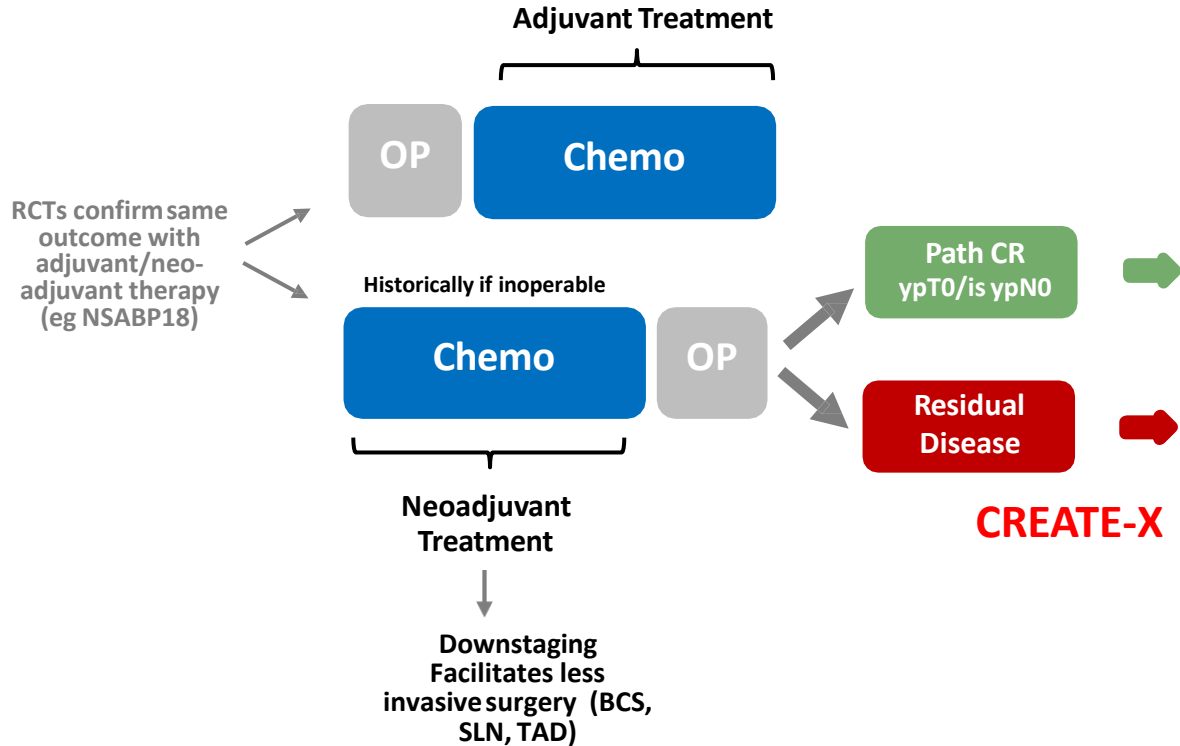 Adjuvant Treatment
OP
Chemo
RCTs confirm same
outcome with
adjuvant/neo-
adjuvant therapy
(eg NSABP18)
Historically if inoperable
Chemo
OP
Path CR
ypT0/is ypN0
Residual
Disease
CREATE-X
Neoadjuvant
Treatment
Downstaging
Facilitates less
invasive surgery (BCS,
SLN, TAD)